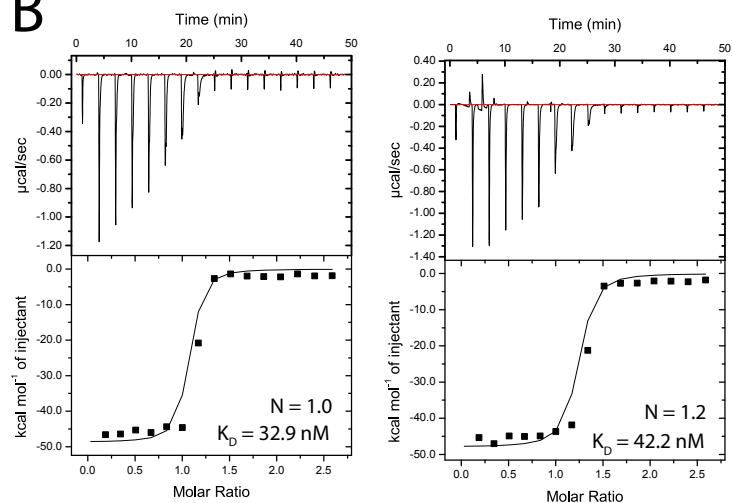 B
Time (min)
0 10 20 30 40 50
0.00
-0.20
-0.40
-0.60
-0.80
-1.00
-1.20
µcal/sec
0.0
-10.0
-20.0
-30.0
-40.0
-50.0
kcal mol⁻¹ of injectant
N = 1.0
K_D = 32.9 nM
0.0 0.5 1.0 1.5 2.0 2.5
Molar Ratio
Time (min)
0 10 20 30 40 50
0.40
0.20
0.00
-0.20
-0.40
-0.60
-0.80
-1.00
-1.20
-1.40
µcal/sec
0.0
-10.0
-20.0
-30.0
-40.0
-50.0
kcal mol⁻¹ of injectant
N = 1.2
K_D = 42.2 nM
0.0 0.5 1.0 1.5 2.0 2.5
Molar Ratio